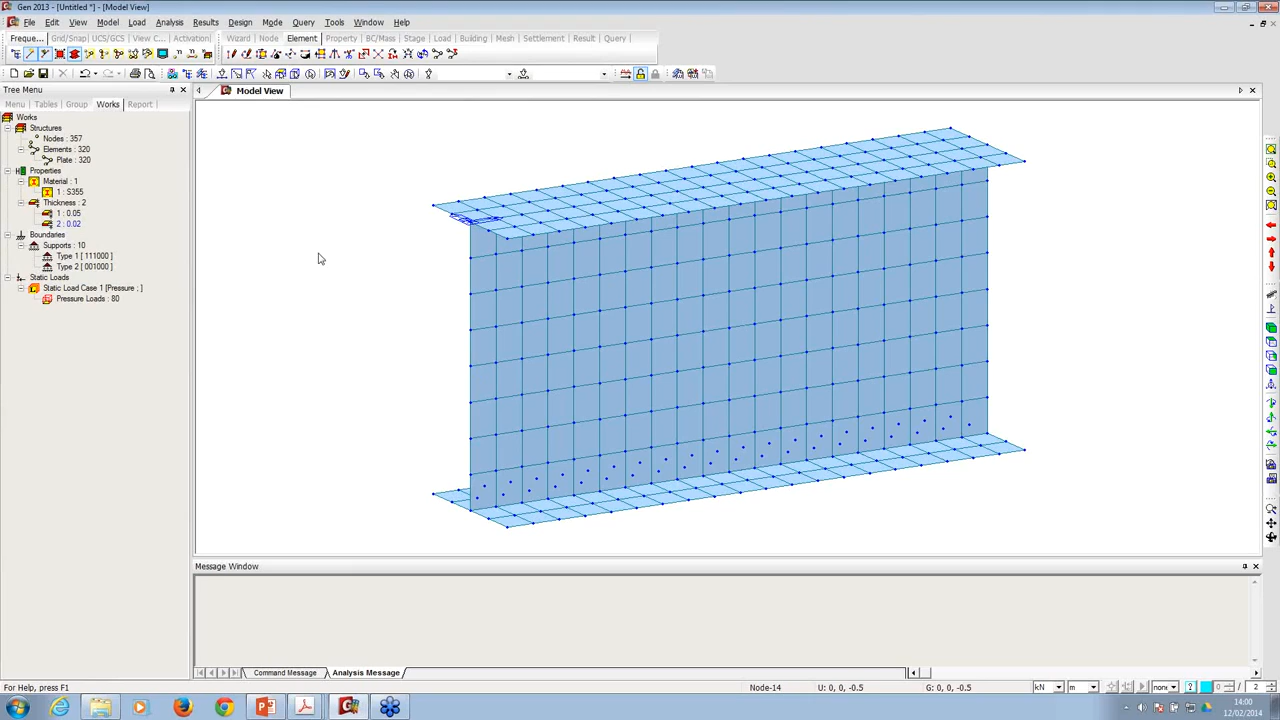 Gen 2013 - [Untitled *] - [Model View]
File Edit View Model Load Analysis Results Design Mode Query Tools Window Help
Freque... Grid/Snap UCS/GCS View C... Activation Wizard Node Element Property BC/Mass Stage Load Building Mesh Settlement Result Query
Tree Menu
Model View
Menu Tables Group Works Report
Works
Structures
Nodes : 357
Elements : 320
Plate : 320
Properties
Material : 1
1 : S355
Thickness : 2
1 : 0.05
2 : 0.02
Boundaries
Supports : 10
Type 1 [ 111000 ]
Type 2 [ 001000 ]
Static Loads
Static Load Case 1 [Pressure ; ]
Pressure Loads : 80
Message Window
Command Message Analysis Message
For Help, press F1
Node-14
U: 0, 0, -0.5
G: 0, 0, -0.5
kN
m
none
0
/ 2
14:00
12/02/2014